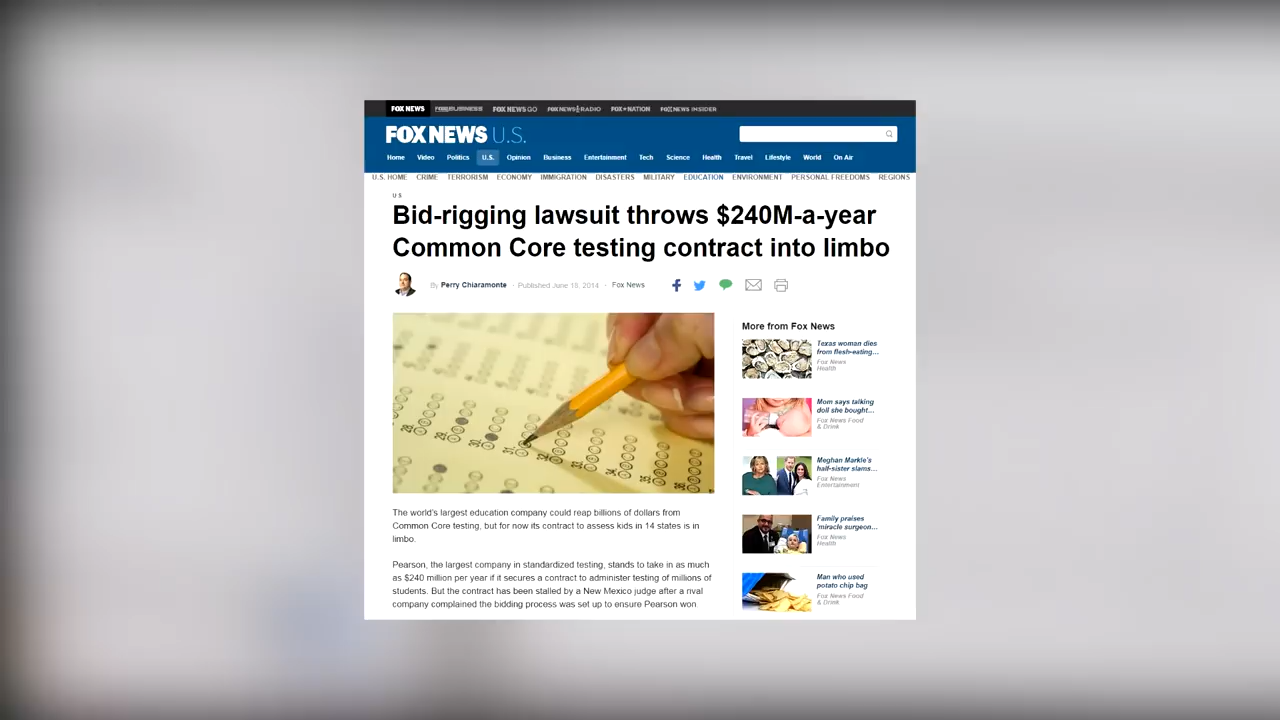 FOX NEWS FOX BUSINESS FOX NEWS GO FOX NEWS RADIO FOX NATION FOX NEWS INSIDER
FOX NEWS U.S.
Home Video Politics U.S. Opinion Business Entertainment Tech Science Health Travel Lifestyle World On Air
U.S. HOME CRIME TERRORISM ECONOMY IMMIGRATION DISASTERS MILITARY EDUCATION ENVIRONMENT PERSONAL FREEDOMS REGIONS
U S
Bid-rigging lawsuit throws $240M-a-year
Common Core testing contract into limbo
By Perry Chiaramonte · Published June 18, 2014 · Fox News
The world's largest education company could reap billions of dollars from
Common Core testing, but for now its contract to assess kids in 14 states is in
limbo.
Pearson, the largest company in standardized testing, stands to take in as much
as $240 million per year if it secures a contract to administer testing of millions of
students. But the contract has been stalled by a New Mexico judge after a rival
company complained the bidding process was set up to ensure Pearson won
More from Fox News
Texas woman dies
from flesh-eating...
Fox News
Health
Mom says talking
doll she bought...
Fox News Food
& Drink
Meghan Markle's
half-sister slams...
Fox News
Entertainment
Family praises
'miracle surgeon...
Fox News
Health
Man who used
potato chip bag
Fox News Food
& Drink